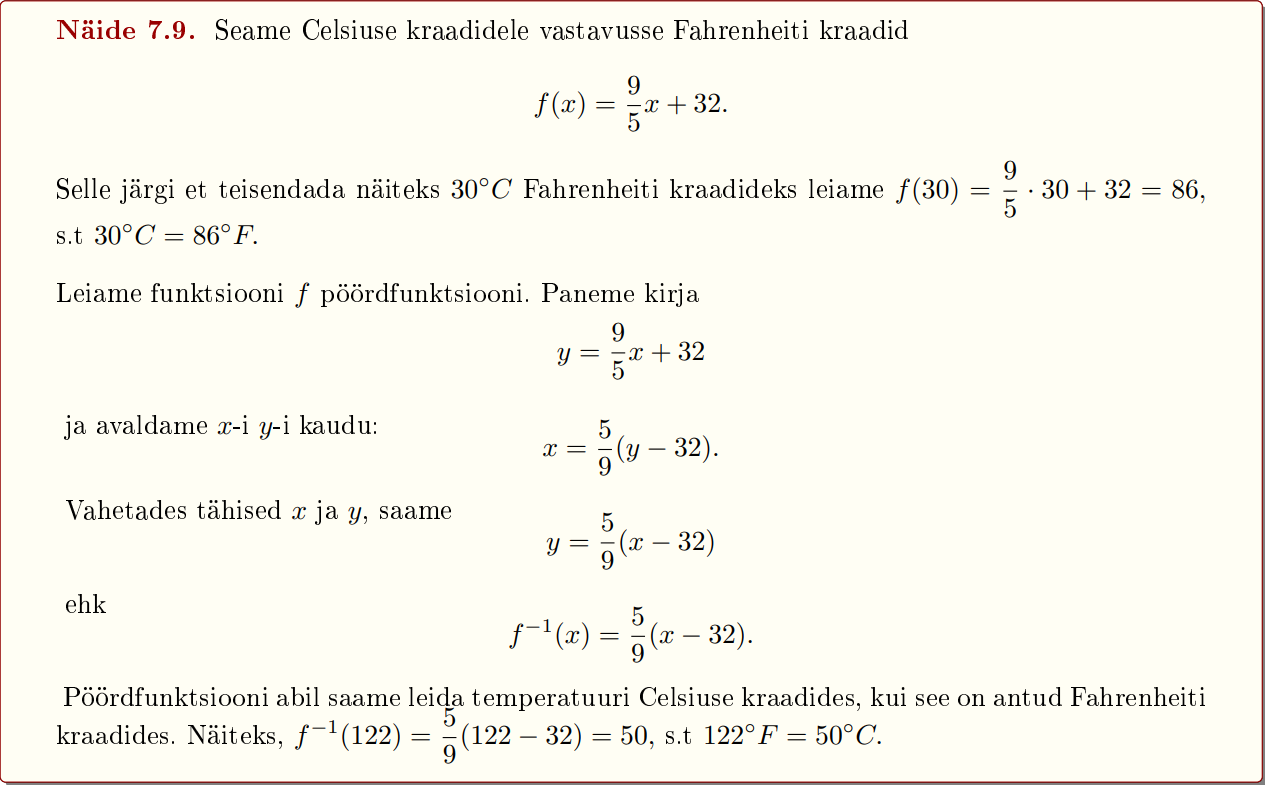 Näide 7.9. Seame Celsiuse kraadidele vastavusse Fahrenheiti kraadid
f(x) = \frac{9}{5}x + 32.
Selle järgi et teisendada näiteks 30°C Fahrenheiti kraadideks leiame f(30) = \frac{9}{5} · 30 + 32 = 86,
s.t 30°C = 86°F.
Leiame funktsiooni f pöördfunktsiooni. Paneme kirja
y = \frac{9}{5}x + 32
ja avaldame x-i y-i kaudu:
x = \frac{5}{9}(y − 32).
Vahetades tähised x ja y, saame
y = \frac{5}{9}(x − 32)
ehk
f^{−1}(x) = \frac{5}{9}(x − 32).
Pöördfunktsiooni abil saame leida temperatuuri Celsiuse kraadides, kui see on antud Fahrenheiti
kraadides. Näiteks, f^{−1}(122) = \frac{5}{9}(122 − 32) = 50, s.t 122°F = 50°C.